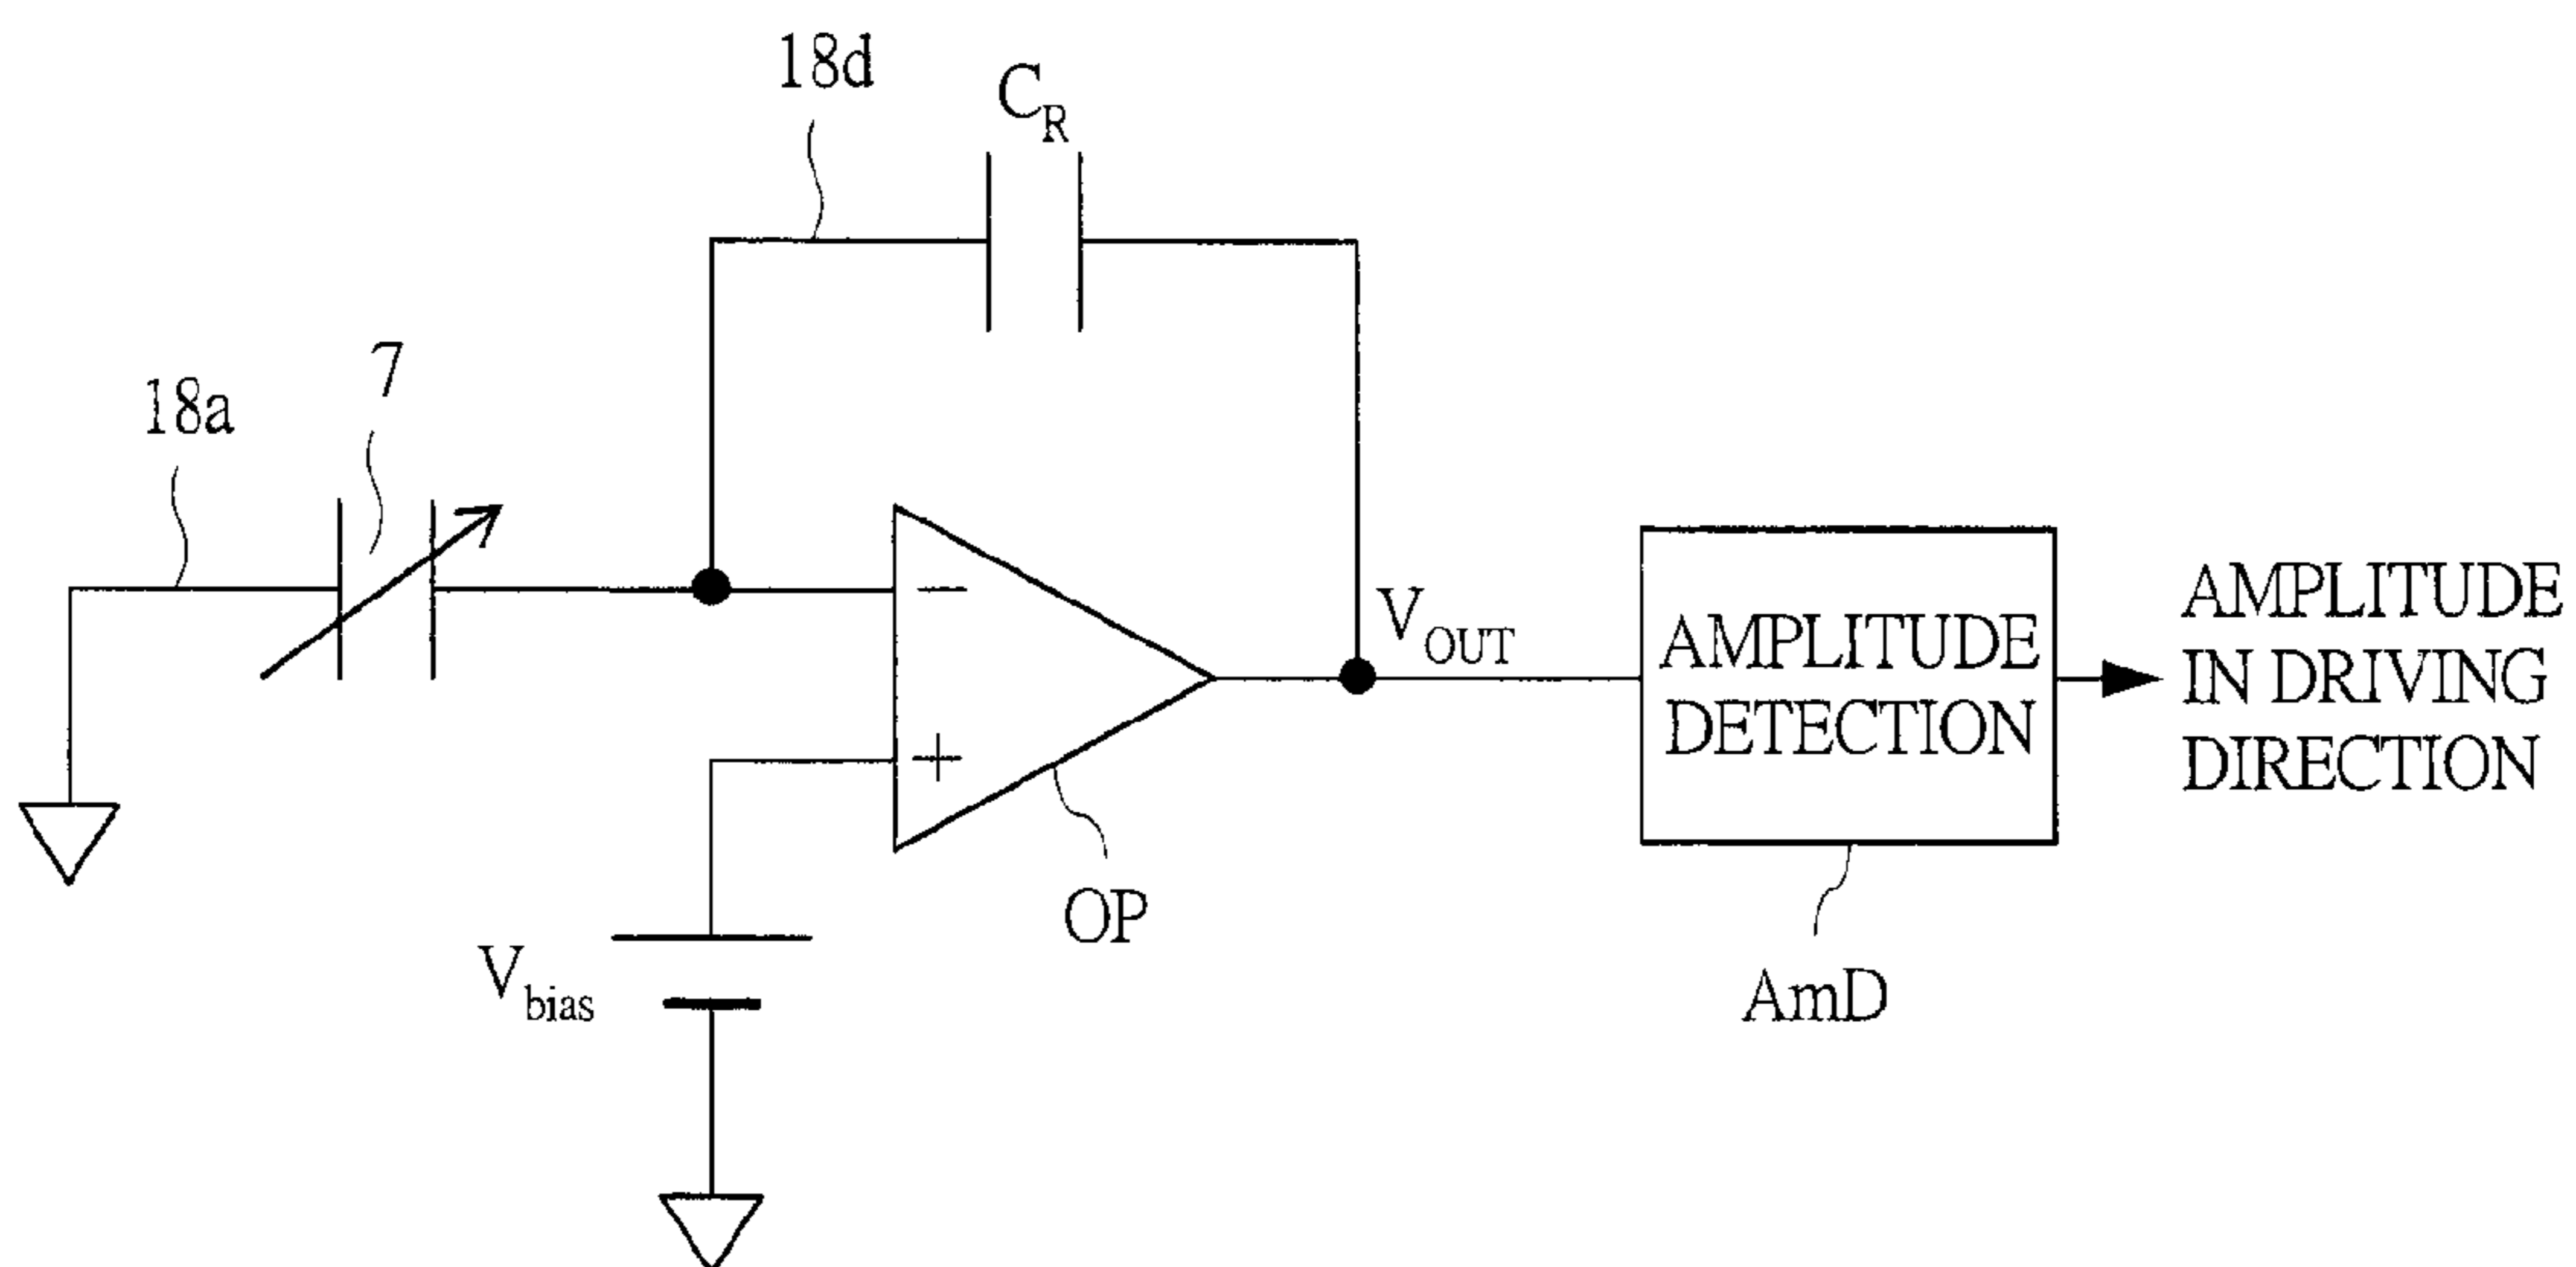 18d
C_R
7
18a
−
+
V_OUT
AMPLITUDE
DETECTION
AMPLITUDE
IN DRIVING
DIRECTION
OP
V_bias
AmD